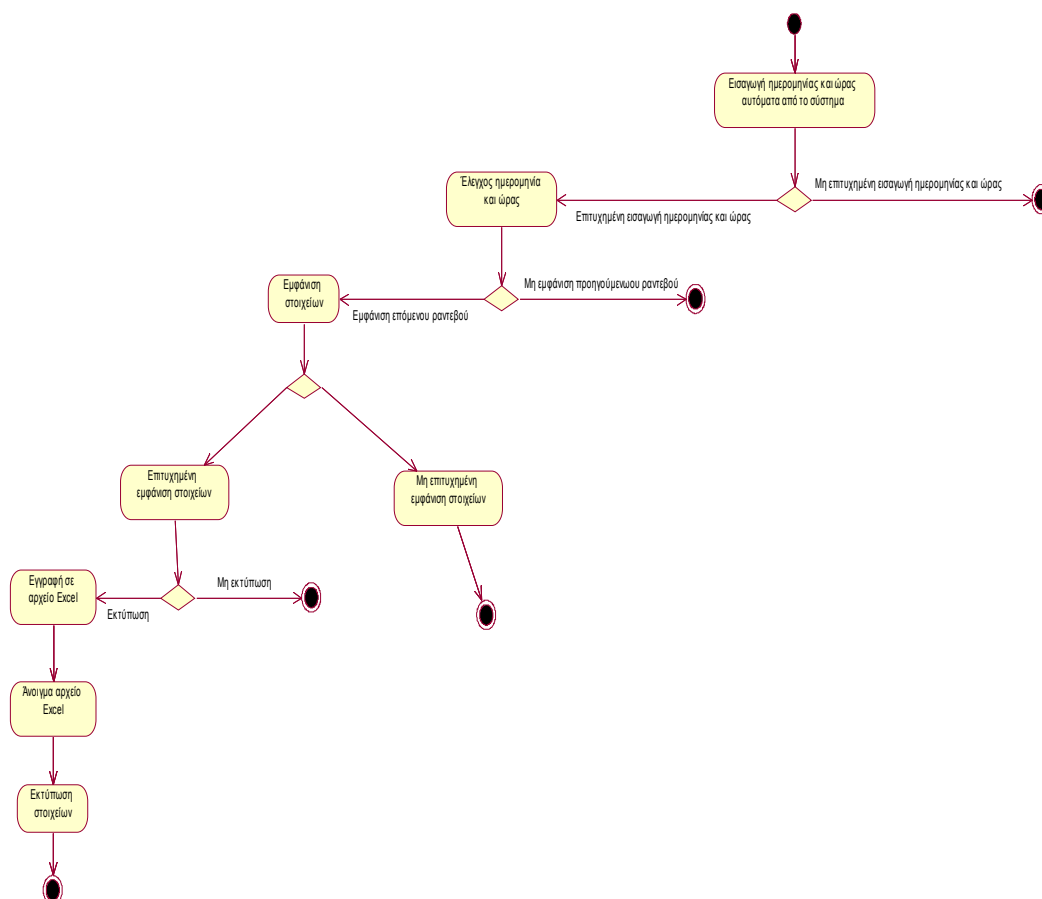 Εισαγωγή ημερομηνίας και ώρας
αυτόματα από το σύστημα
Έλεγχος ημερομηνία
και ώρας
Μη επιτυχημένη εισαγωγή ημερομηνίας και ώρας
Επιτυχημένη εισαγωγή ημερομηνίας και ώρας
Εμφάνιση
στοιχείων
Μη εμφάνιση προηγούμενωου ραντεβού
Εμφάνιση επόμενου ραντεβού
Επιτυχημένη
εμφάνιση στοιχείων
Μη επιτυχημένη
εμφάνιση στοιχείων
Εγγραφή σε
αρχείο Excel
Μη εκτύπωση
Εκτύπωση
Άνοιγμα αρχείο
Excel
Εκτύπωση
στοιχείων